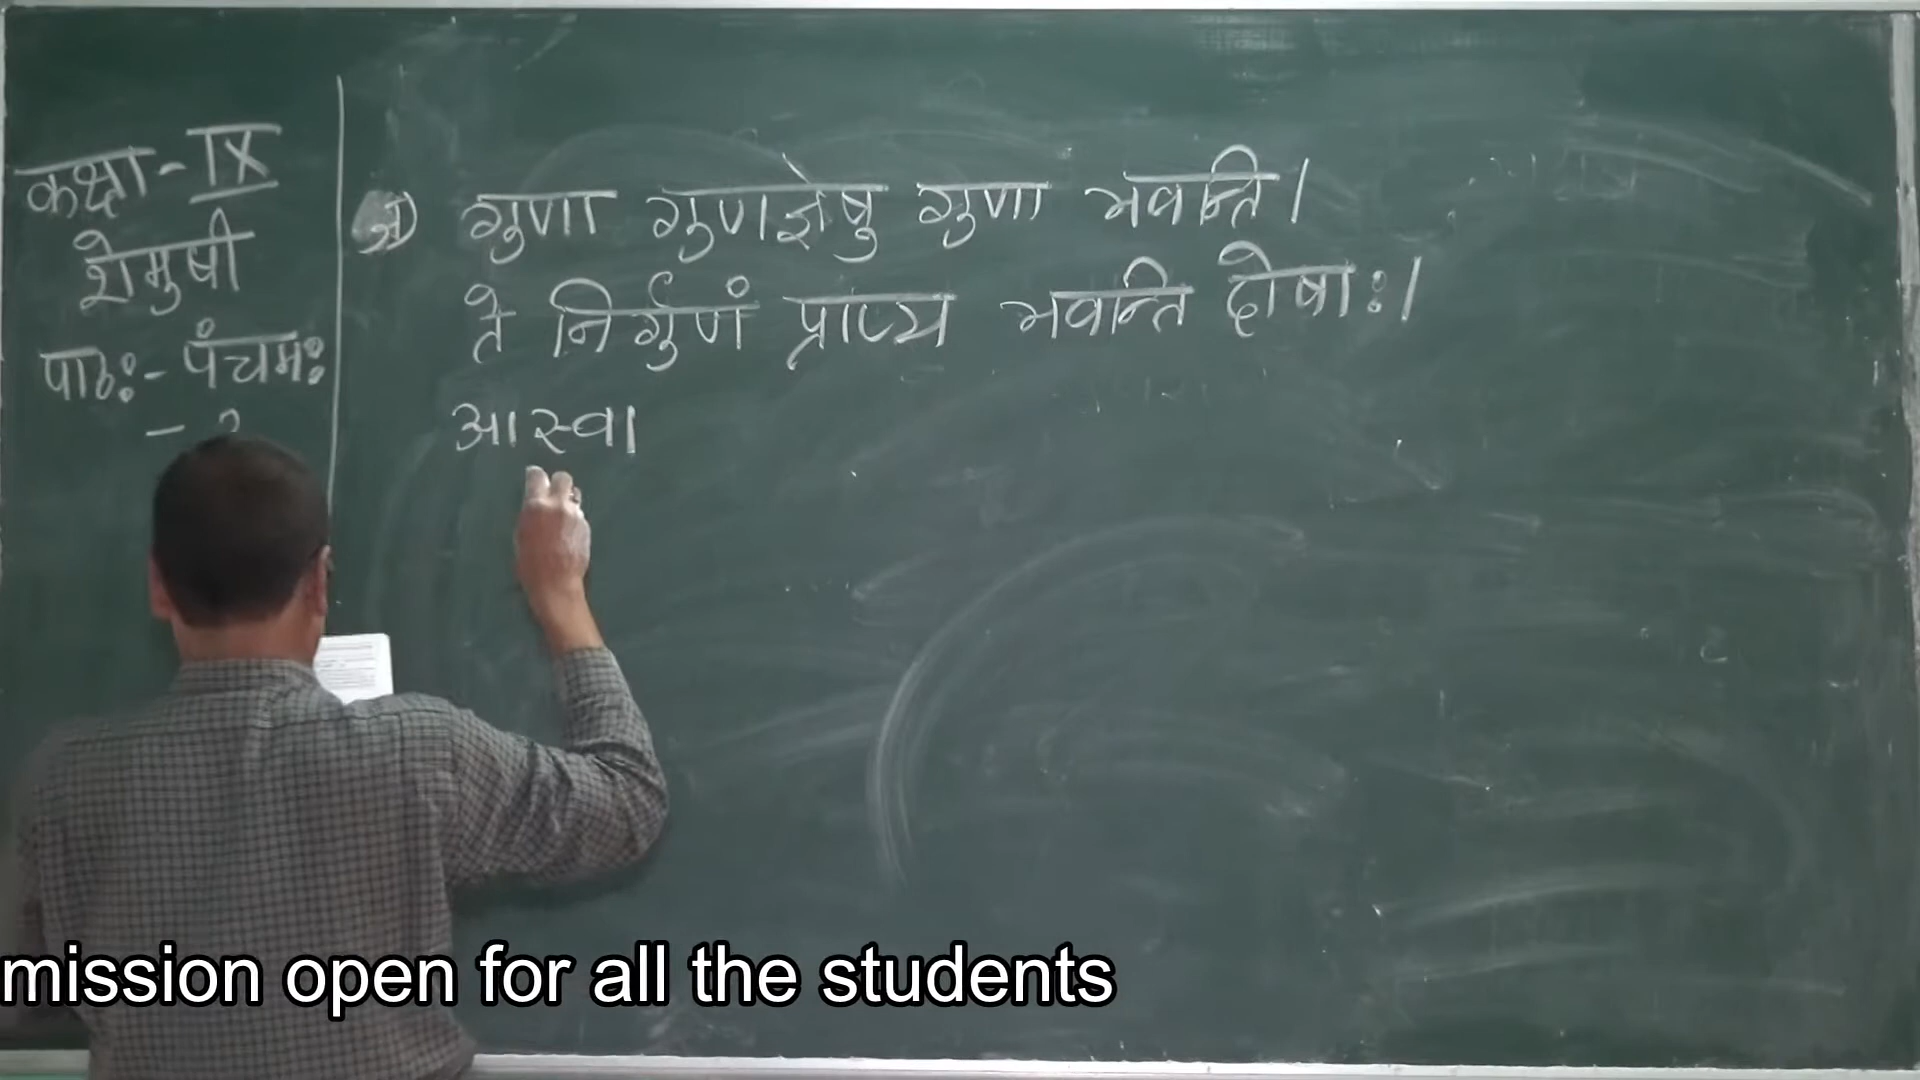 कक्षा - IX
शेमुषी
पाठः - पंचमः
गुणा गुणज्ञेषु गुणा भवन्ति।
ते निर्गुणं प्राप्य भवन्ति दोषाः।
आस्वा
mission open for all the students